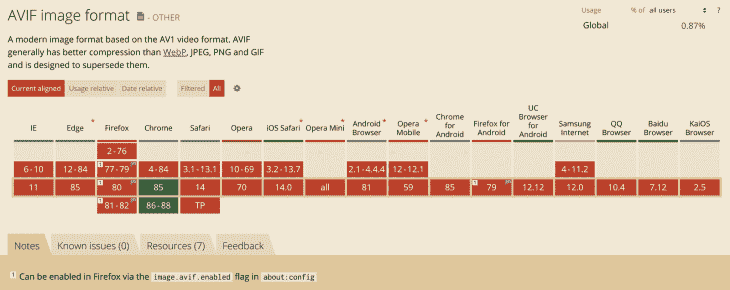 AVIF image format - OTHER
Usage % of all users ?
Global 0.87%
A modern image format based on the AV1 video format. AVIF
generally has better compression than WebP, JPEG, PNG and GIF
and is designed to supersede them.
Current aligned Usage relative Date relative Filtered All
IE Edge * Firefox Chrome Safari Opera iOS Safari * Opera Mini * Android Browser * Opera Mobile * Chrome for Android Firefox for Android UC Browser for Android Samsung Internet QQ Browser Baidu Browser KaiOS Browser
2-76
6-10 12-84 1 77-79 3.1-13.1 4-84 10-69 3.2-13.7 2.1-4.4.4 12-12.1 4-11.2
11 85 1 80 85 14 70 14.0 all 81 59 85 1 79 12.12 12.0 10.4 7.12 2.5
1 81-82 86-88 TP
Notes Known issues (0) Resources (7) Feedback
1 Can be enabled in Firefox via the image.avif.enabled flag in about:config